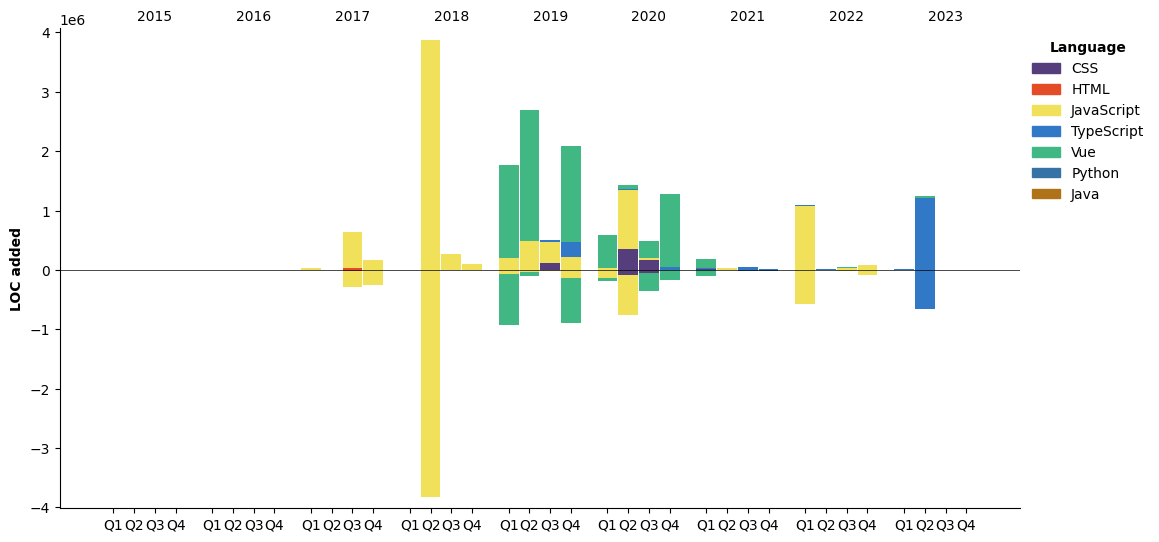 2015 2016 2017 2018 2019 2020 2021 2022 2023
1e6
4
3
2
1
0
−1
−2
−3
−4
LOC added
Q1 Q2 Q3 Q4 Q1 Q2 Q3 Q4 Q1 Q2 Q3 Q4 Q1 Q2 Q3 Q4 Q1 Q2 Q3 Q4 Q1 Q2 Q3 Q4 Q1 Q2 Q3 Q4 Q1 Q2 Q3 Q4 Q1 Q2 Q3 Q4
Language
CSS
HTML
JavaScript
TypeScript
Vue
Python
Java